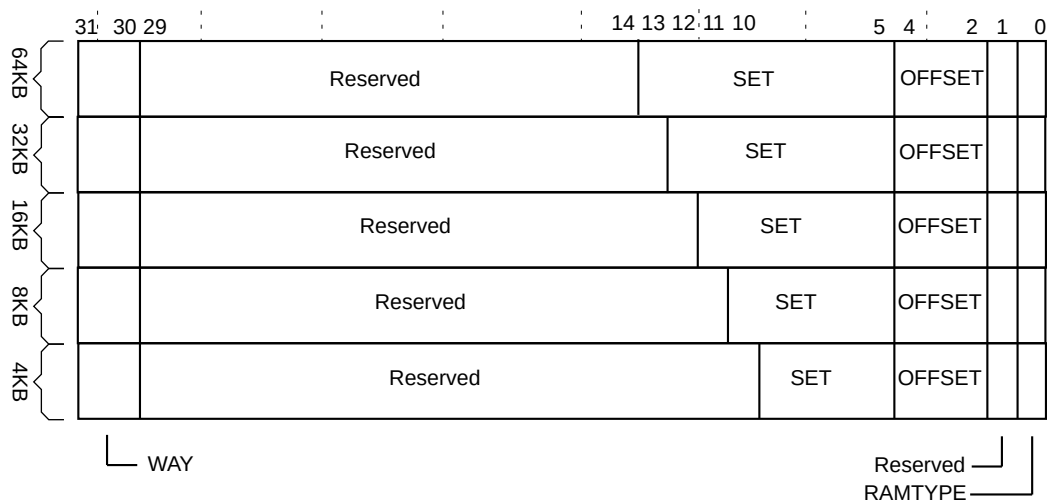 31 30 29 14 13 12 11 10 5 4 2 1 0
64KB Reserved SET OFFSET
32KB Reserved SET OFFSET
16KB Reserved SET OFFSET
8KB Reserved SET OFFSET
4KB Reserved SET OFFSET
WAY
Reserved
RAMTYPE